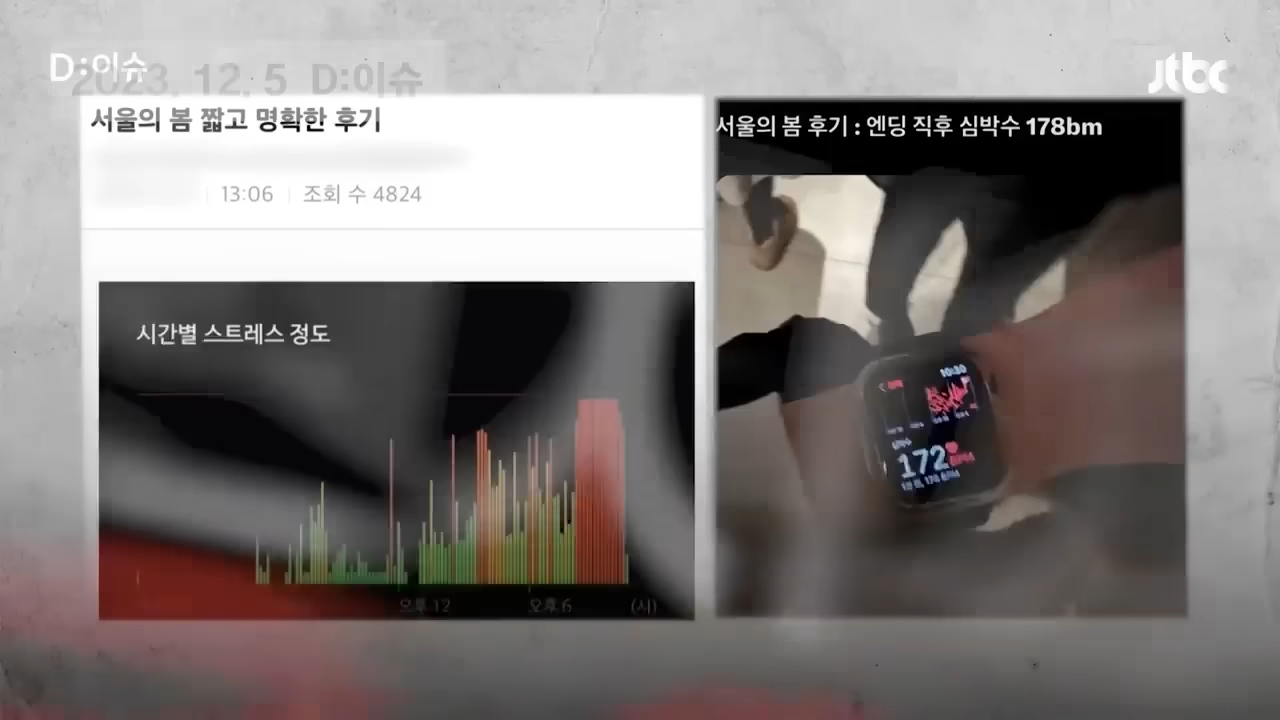 D:이슈
2023. 12. 5 D:이슈
jtbc
서울의 봄 짧고 명확한 후기
13:06 조회 수 4824
시간별 스트레스 정도
오후 12 오후 6 (시)
서울의 봄 후기 : 엔딩 직후 심박수 178bm
10:30
172